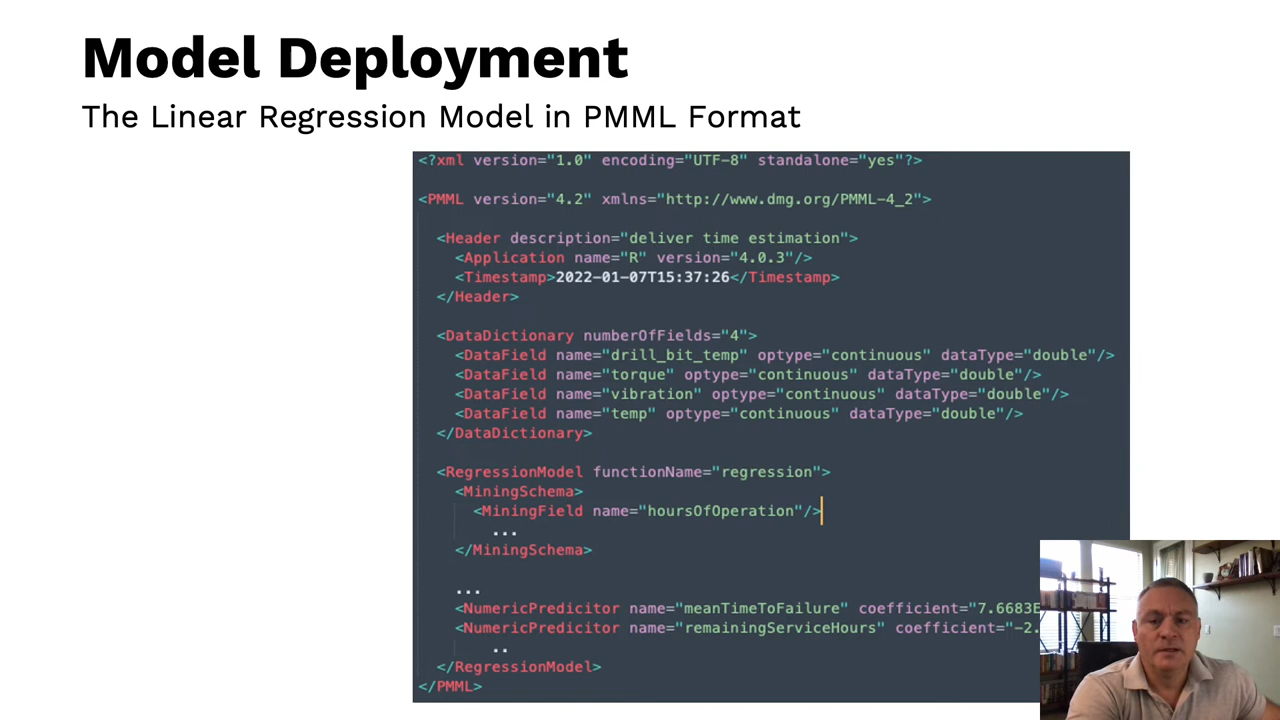 Model Deployment
The Linear Regression Model in PMML Format
<?xml version="1.0" encoding="UTF-8" standalone="yes"?>
<PMML version="4.2" xmlns="http://www.dmg.org/PMML-4_2">
<Header description="deliver time estimation">
<Application name="R" version="4.0.3"/>
<Timestamp>2022-01-07T15:37:26</Timestamp>
</Header>
<DataDictionary numberOfFields="4">
<DataField name="drill_bit_temp" optype="continuous" dataType="double"/>
<DataField name="torque" optype="continuous" dataType="double"/>
<DataField name="vibration" optype="continuous" dataType="double"/>
<DataField name="temp" optype="continuous" dataType="double"/>
</DataDictionary>
<RegressionModel functionName="regression">
<MiningSchema>
<MiningField name="hoursOfOperation"/>
...
</MiningSchema>
...
<NumericPredicitor name="meanTimeToFailure" coefficient="7.6683E
<NumericPredicitor name="remainingServiceHours" coefficient="-2.
..
</RegressionModel>
</PMML>